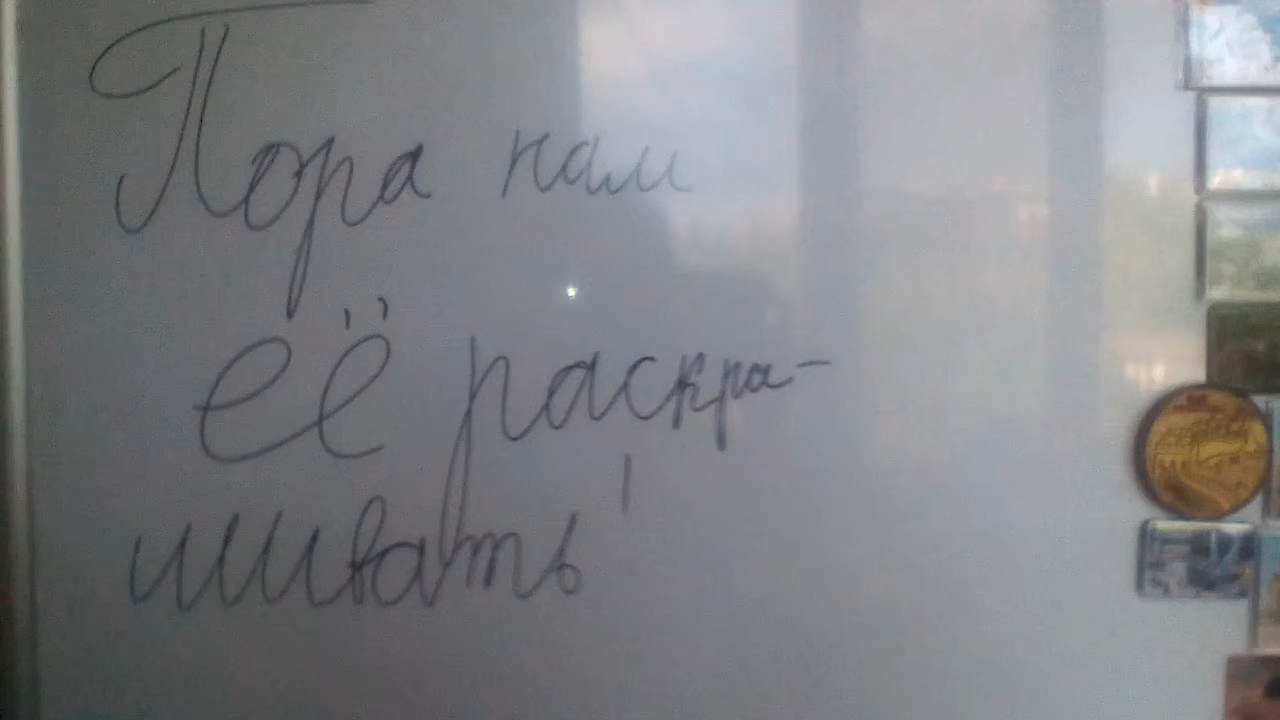 Пора нам
её раскра-
шивать!